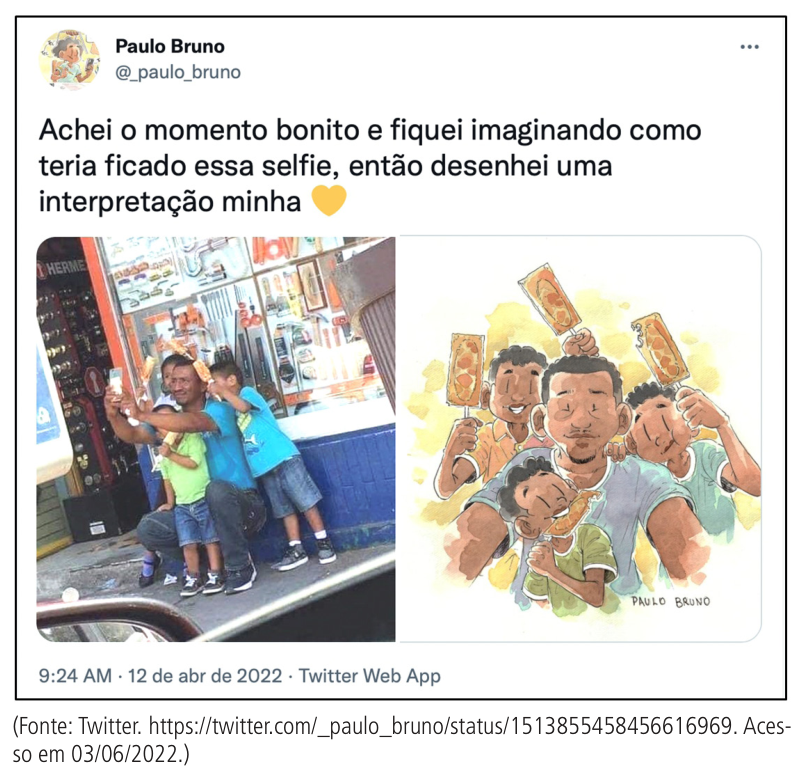 Paulo Bruno
@_paulo_bruno
Achei o momento bonito e fiquei imaginando como
teria ficado essa selfie, então desenhei uma
interpretação minha 💛
HERME
PAULO BRUNO
9:24 AM · 12 de abr de 2022 · Twitter Web App
(Fonte: Twitter. https://twitter.com/_paulo_bruno/status/1513855458456616969. Aces-
so em 03/06/2022.)